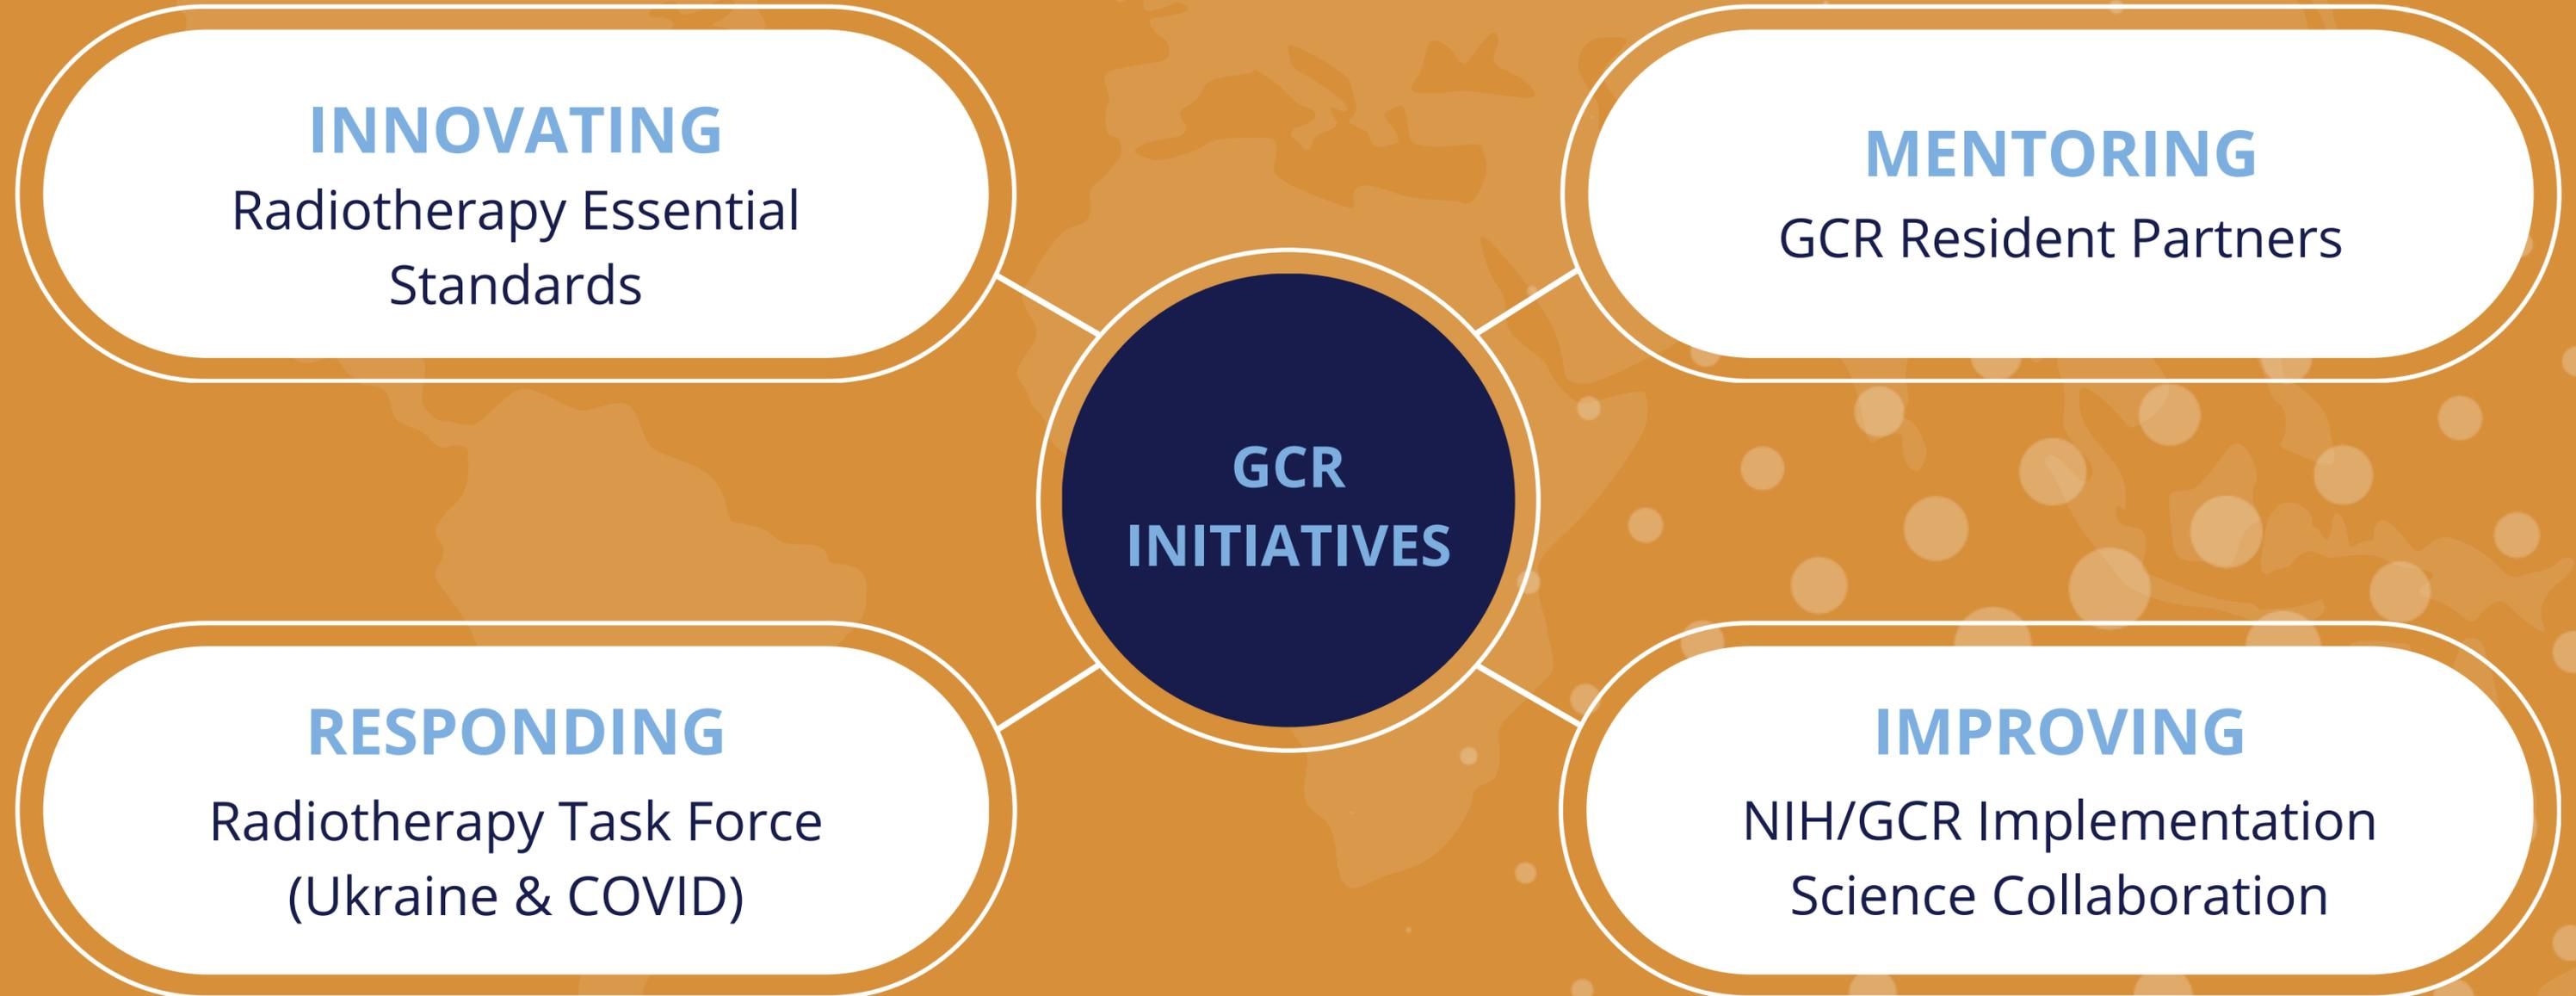 INNOVATING
Radiotherapy Essential
Standards
MENTORING
GCR Resident Partners
GCR
INITIATIVES
RESPONDING
Radiotherapy Task Force
(Ukraine & COVID)
IMPROVING
NIH/GCR Implementation
Science Collaboration